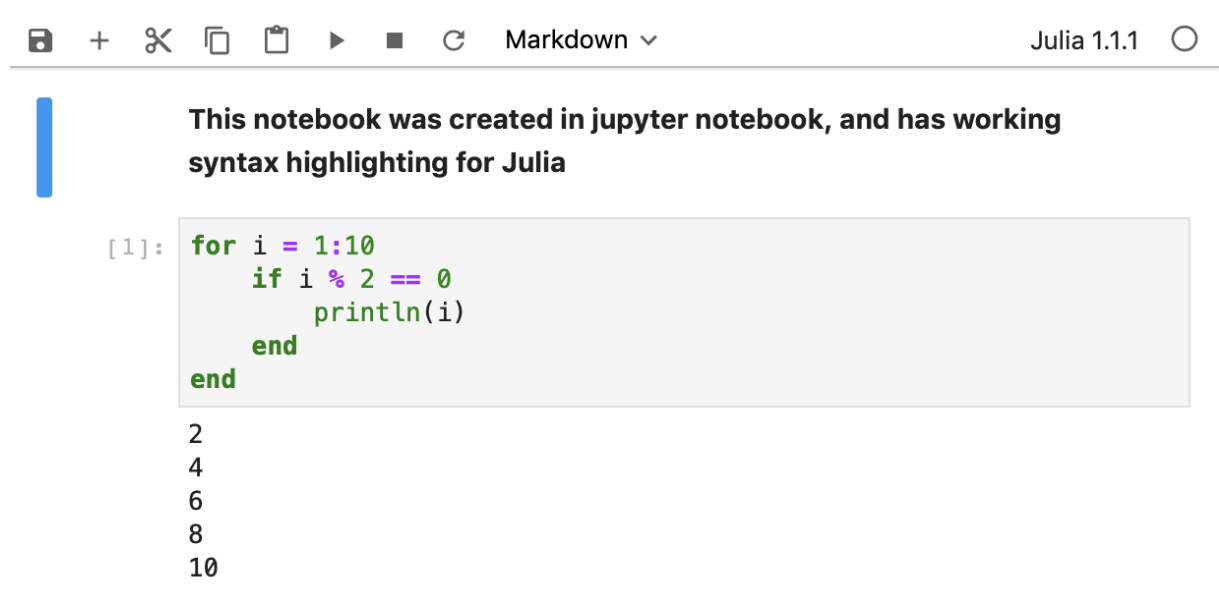 Markdown
Julia 1.1.1
This notebook was created in jupyter notebook, and has working
syntax highlighting for Julia
[1]:
for i = 1:10
    if i % 2 == 0
        println(i)
    end
end
2
4
6
8
10